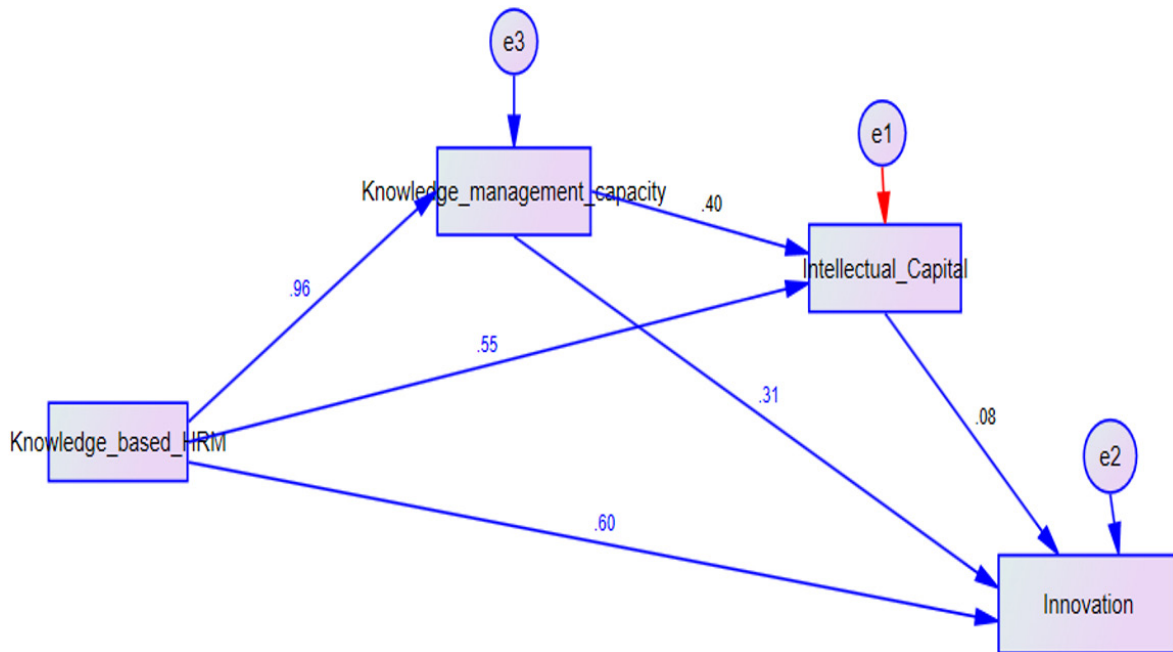 e3
e1
Knowledge_management_capacity
.40
Intellectual_Capital
.96
.55
.31
.08
Knowledge_based_HRM
e2
.60
Innovation